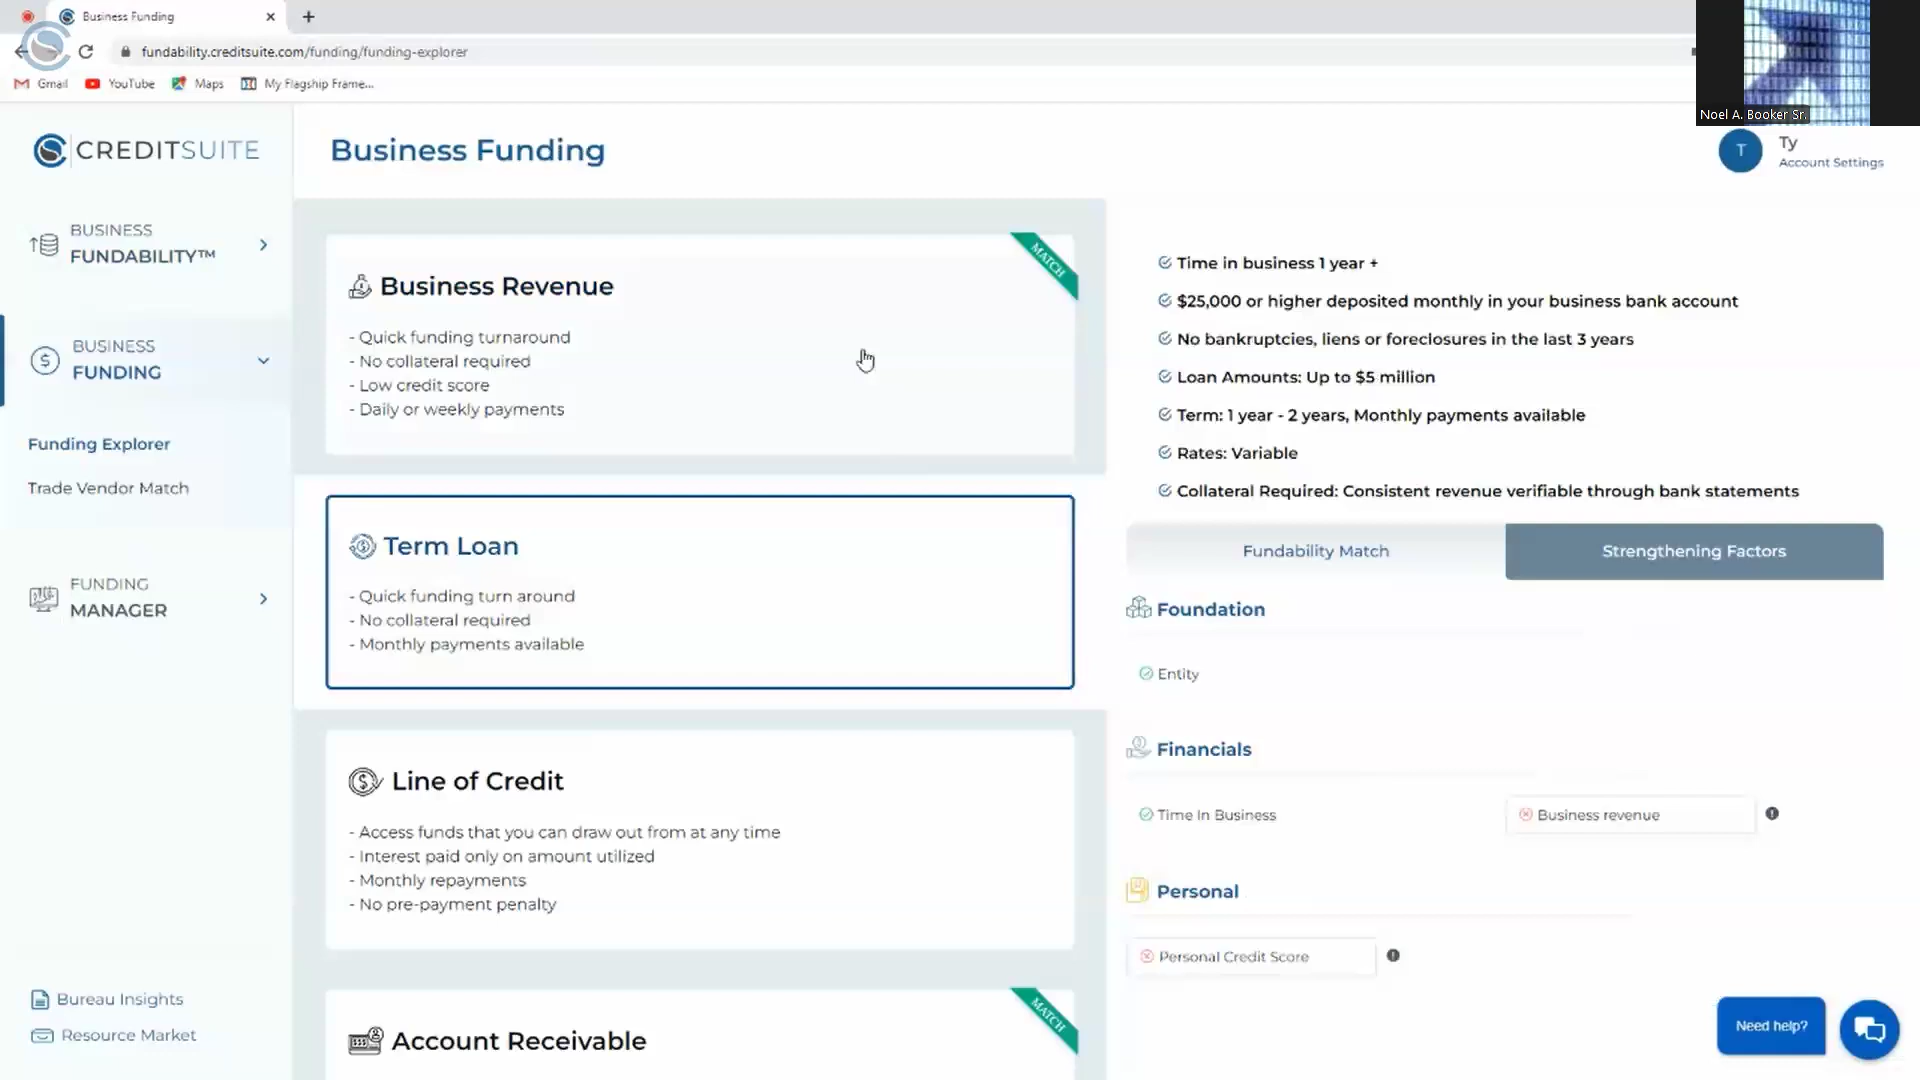 Business Funding
fundability.creditsuite.com/funding/funding-explorer
Gmail
YouTube
Maps
My Flagship Frame...
Noel A. Booker Sr.
CREDITSUITE
Business Funding
T
Ty
Account Settings
BUSINESS
FUNDABILITY™
BUSINESS
FUNDING
Funding Explorer
Trade Vendor Match
FUNDING
MANAGER
Bureau Insights
Resource Market
MATCH
Business Revenue
- Quick funding turnaround
- No collateral required
- Low credit score
- Daily or weekly payments
Term Loan
- Quick funding turn around
- No collateral required
- Monthly payments available
Line of Credit
- Access funds that you can draw out from at any time
- Interest paid only on amount utilized
- Monthly repayments
- No pre-payment penalty
MATCH
Account Receivable
Time in business 1 year +
$25,000 or higher deposited monthly in your business bank account
No bankruptcies, liens or foreclosures in the last 3 years
Loan Amounts: Up to $5 million
Term: 1 year - 2 years, Monthly payments available
Rates: Variable
Collateral Required: Consistent revenue verifiable through bank statements
Fundability Match
Strengthening Factors
Foundation
Entity
Financials
Time In Business
Business revenue
Personal
Personal Credit Score
Need help?